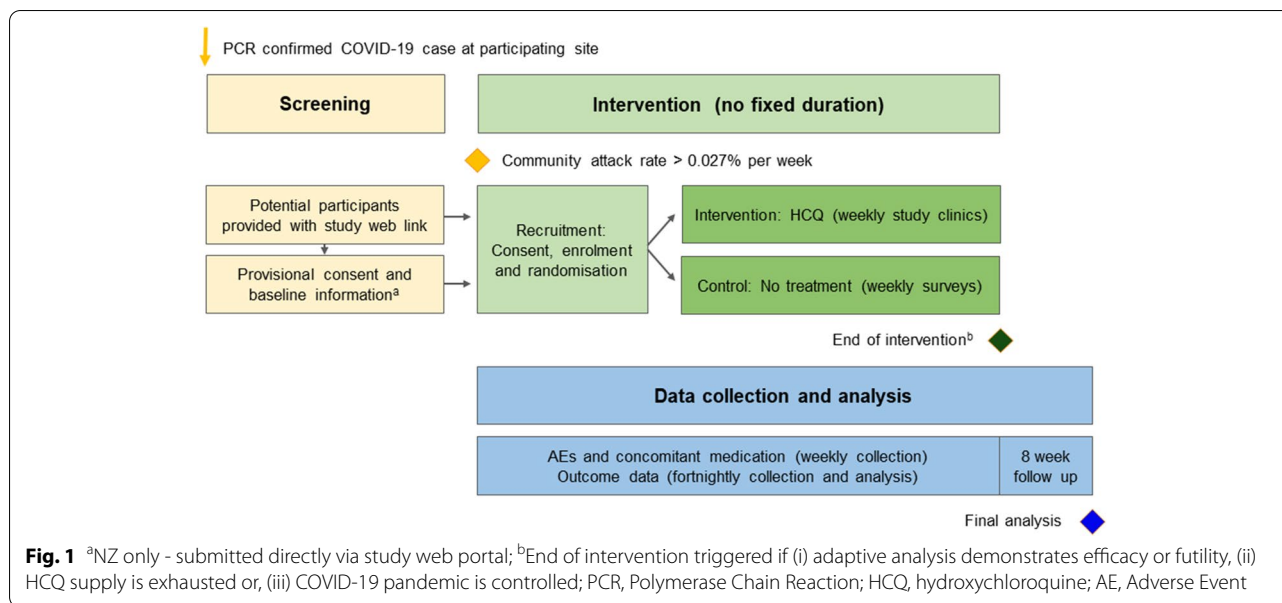 PCR confirmed COVID-19 case at participating site
Screening
Intervention (no fixed duration)
Community attack rate > 0.027% per week
Potential participants
provided with study web link
Provisional consent and
baseline informationᵃ
Recruitment:
Consent, enrolment
and randomisation
Intervention: HCQ (weekly study clinics)
Control: No treatment (weekly surveys)
End of interventionᵇ
Data collection and analysis
AEs and concomitant medication (weekly collection)
Outcome data (fortnightly collection and analysis)
8 week
follow up
Final analysis
Fig. 1 ᵃNZ only - submitted directly via study web portal; ᵇEnd of intervention triggered if (i) adaptive analysis demonstrates efficacy or futility, (ii)
HCQ supply is exhausted or, (iii) COVID-19 pandemic is controlled; PCR, Polymerase Chain Reaction; HCQ, hydroxychloroquine; AE, Adverse Event